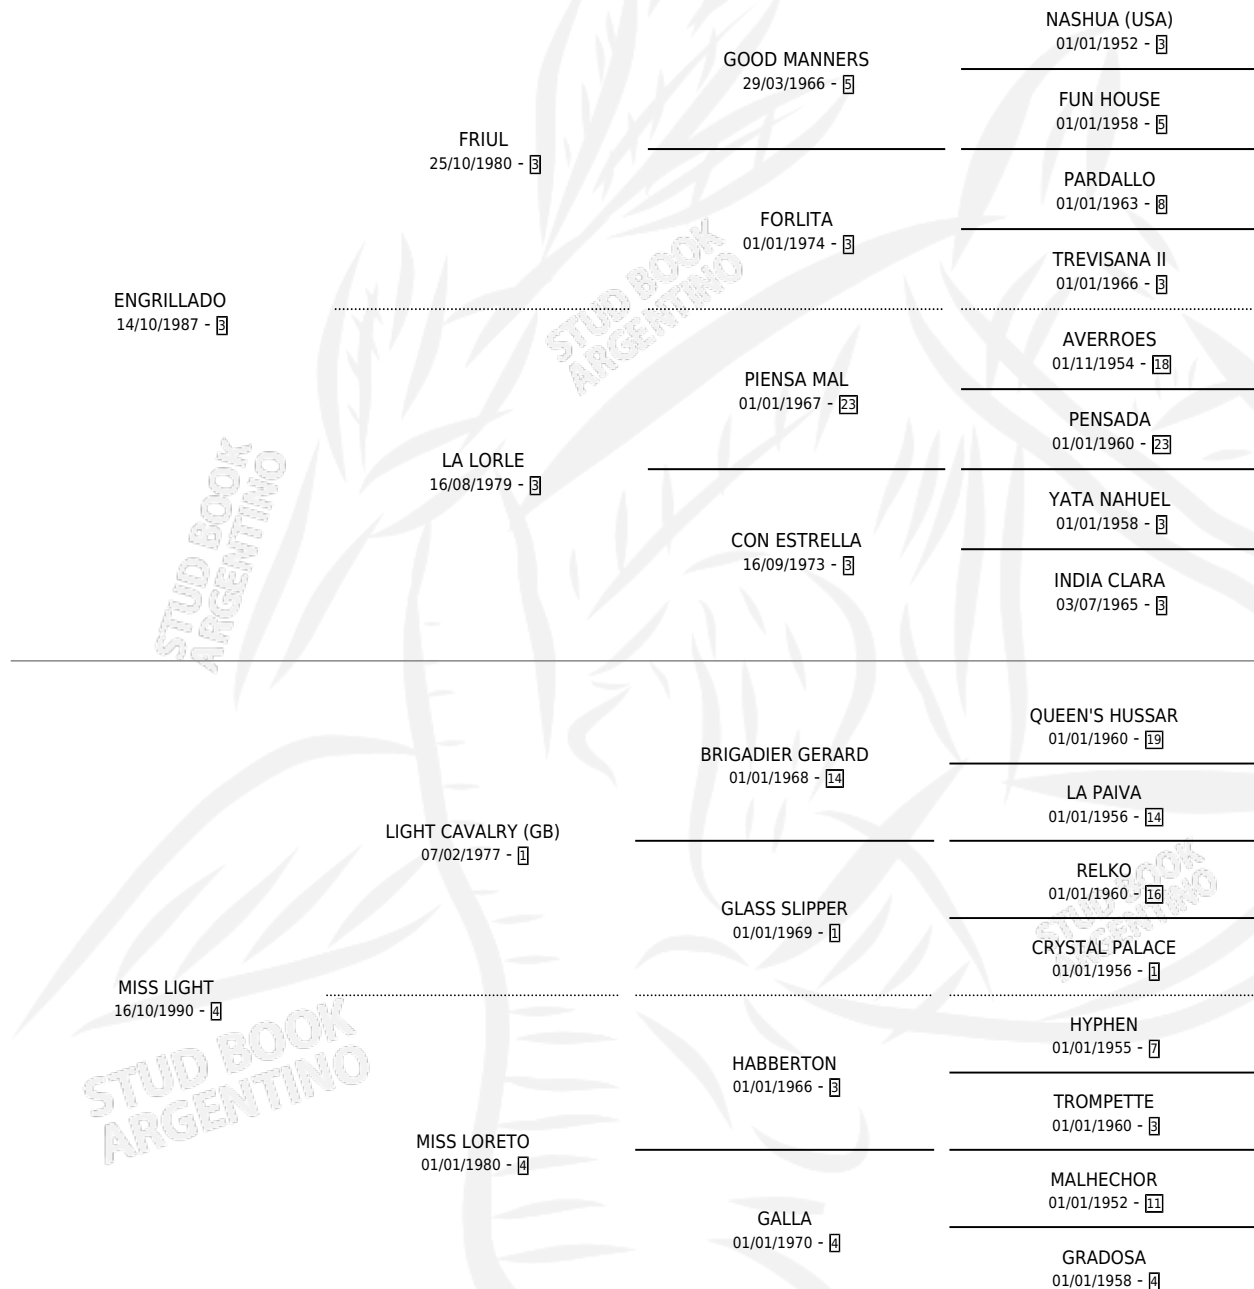 NASHUA (USA)
01/01/1952 - 3
GOOD MANNERS
29/03/1966 - 5
FUN HOUSE
01/01/1958 - 5
FRIUL
25/10/1980 - 3
PARDALLO
01/01/1963 - 8
FORLITA
01/01/1974 - 3
TREVISANA II
01/01/1966 - 3
ENGRILLADO
14/10/1987 - 3
AVERROES
01/11/1954 - 18
PIENSA MAL
01/01/1967 - 23
PENSADA
01/01/1960 - 23
LA LORLE
16/08/1979 - 3
YATA NAHUEL
01/01/1958 - 3
CON ESTRELLA
16/09/1973 - 3
INDIA CLARA
03/07/1965 - 3
QUEEN'S HUSSAR
01/01/1960 - 19
BRIGADIER GERARD
01/01/1968 - 14
LA PAIVA
01/01/1956 - 14
LIGHT CAVALRY (GB)
07/02/1977 - 1
RELKO
01/01/1960 - 16
GLASS SLIPPER
01/01/1969 - 1
CRYSTAL PALACE
01/01/1956 - 1
MISS LIGHT
16/10/1990 - 4
HYPHEN
01/01/1955 - 7
HABBERTON
01/01/1966 - 3
TROMPETTE
01/01/1960 - 3
MISS LORETO
01/01/1980 - 4
MALHECHOR
01/01/1952 - 11
GALLA
01/01/1970 - 4
GRADOSA
01/01/1958 - 4
STUD BOOK
ARGENTINO
STUD BOOK
ARGENTINO
STUD BOOK
ARGENTINO
STUD BOOK
ARGENTINO